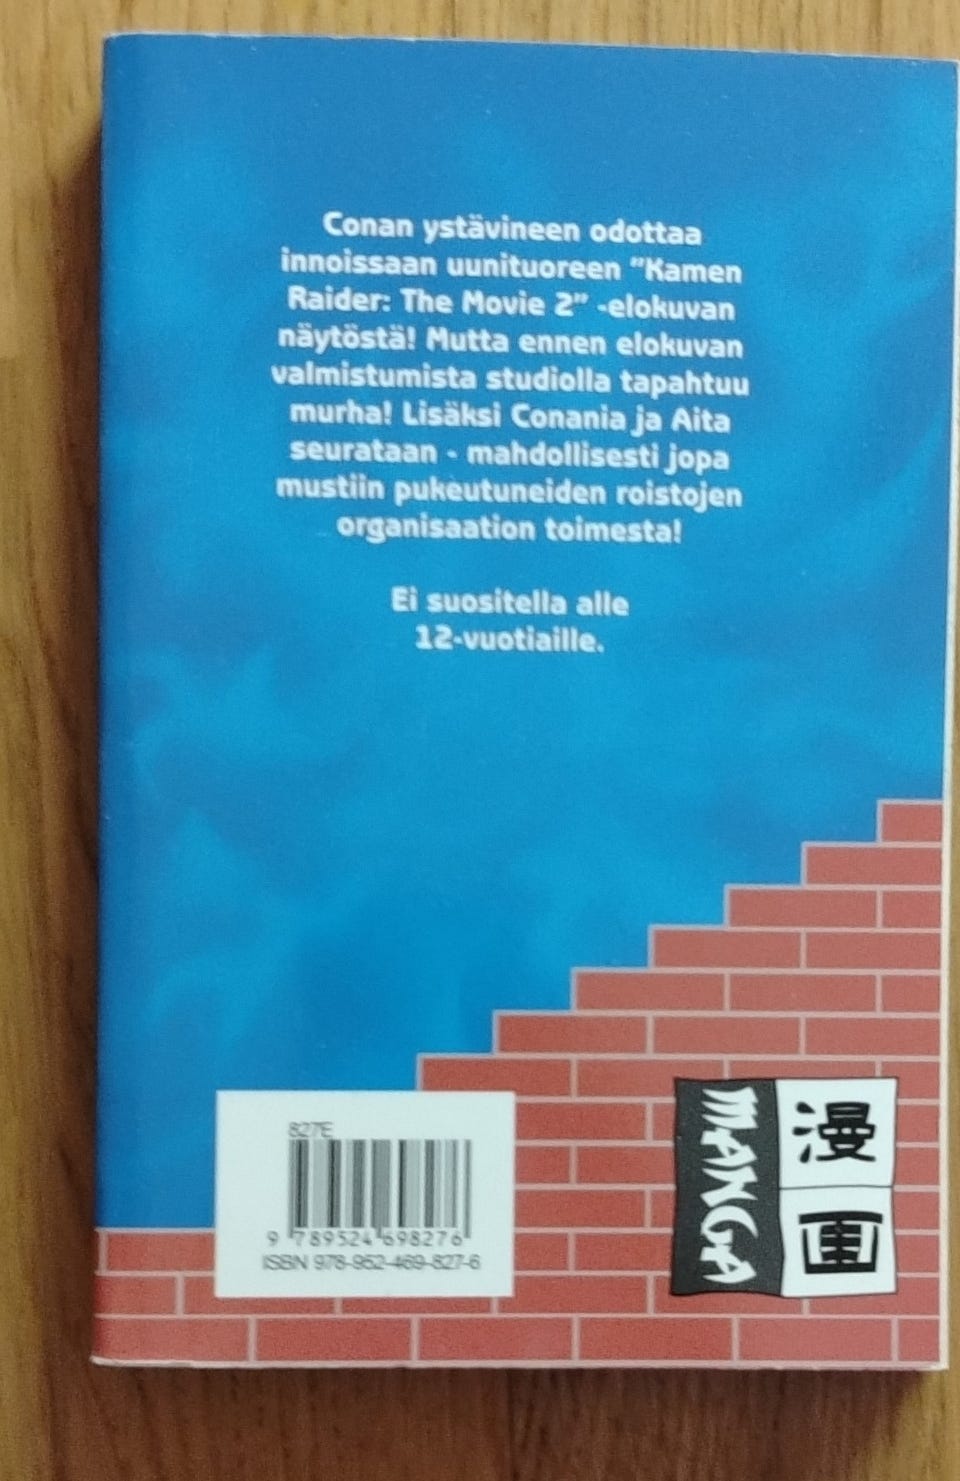 Conan ystävineen odottaa
innoissaan uunituoreen "Kamen
Raider: The Movie 2" -elokuvan
näytöstä! Mutta ennen elokuvan
valmistumista studiolla tapahtuu
murha! Lisäksi Conania ja Aita
seurataan - mahdollisesti jopa
mustiin pukeutuneiden roistojen
organisaation toimesta!
Ei suositella alle
12-vuotiaille.
827E
9 789524 698276
ISBN 978-952-469-827-6
MANGA
漫画